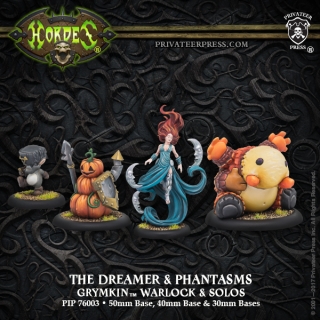 HORDES®
PRIVATEERPRESS.COM
PRIVATEER
PRESS®
THE DREAMER & PHANTASMS
GRYMKIN™ WARLOCK & SOLOS
PIP 76003 • 50mm Base, 40mm Base & 30mm Bases